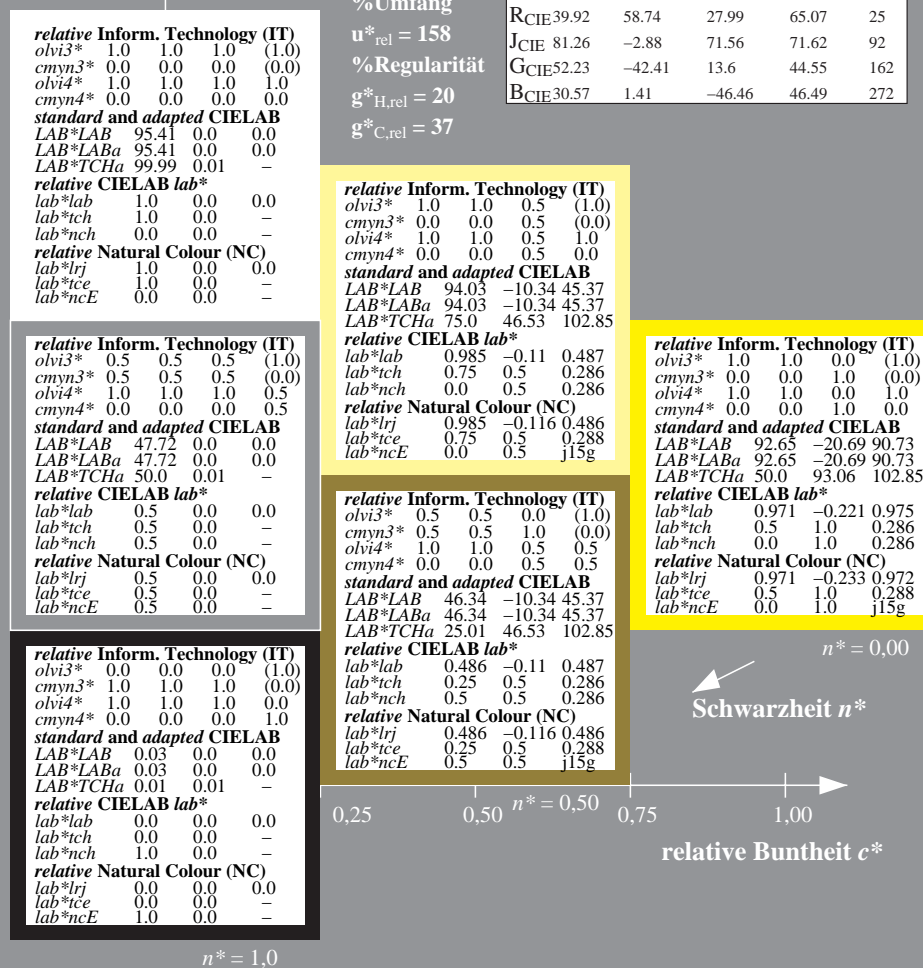 %Umfang
u*rel = 158
%Regularität
g*H,rel = 20
g*C,rel = 37
RCIE 39.92 58.74 27.99 65.07 25
JCIE 81.26 −2.88 71.56 71.62 92
GCIE 52.23 −42.41 13.6 44.55 162
BCIE 30.57 1.41 −46.46 46.49 272
relative Inform. Technology (IT)
olvi3* 1.0 1.0 1.0 (1.0)
cmyn3* 0.0 0.0 0.0 (0.0)
olvi4* 1.0 1.0 1.0 1.0
cmyn4* 0.0 0.0 0.0 0.0
standard and adapted CIELAB
LAB*LAB 95.41 0.0 0.0
LAB*LABa 95.41 0.0 0.0
LAB*TCHa 99.99 0.01 –
relative CIELAB lab*
lab*lab 1.0 0.0 0.0
lab*tch 1.0 0.0 –
lab*nch 0.0 0.0 –
relative Natural Colour (NC)
lab*lrj 1.0 0.0 0.0
lab*tce 1.0 0.0 –
lab*ncE 0.0 0.0 –
relative Inform. Technology (IT)
olvi3* 1.0 1.0 0.5 (1.0)
cmyn3* 0.0 0.0 0.5 (0.0)
olvi4* 1.0 1.0 0.5 1.0
cmyn4* 0.0 0.0 0.5 0.0
standard and adapted CIELAB
LAB*LAB 94.03 −10.34 45.37
LAB*LABa 94.03 −10.34 45.37
LAB*TCHa 75.0 46.53 102.85
relative CIELAB lab*
lab*lab 0.985 −0.11 0.487
lab*tch 0.75 0.5 0.286
lab*nch 0.0 0.5 0.286
relative Natural Colour (NC)
lab*lrj 0.985 −0.116 0.486
lab*tce 0.75 0.5 0.288
lab*ncE 0.0 0.5 j15g
relative Inform. Technology (IT)
olvi3* 0.5 0.5 0.5 (1.0)
cmyn3* 0.5 0.5 0.5 (0.0)
olvi4* 1.0 1.0 1.0 0.5
cmyn4* 0.0 0.0 0.0 0.5
standard and adapted CIELAB
LAB*LAB 47.72 0.0 0.0
LAB*LABa 47.72 0.0 0.0
LAB*TCHa 50.0 0.01 –
relative CIELAB lab*
lab*lab 0.5 0.0 0.0
lab*tch 0.5 0.0 –
lab*nch 0.5 0.0 –
relative Natural Colour (NC)
lab*lrj 0.5 0.0 0.0
lab*tce 0.5 0.0 –
lab*ncE 0.5 0.0 –
relative Inform. Technology (IT)
olvi3* 1.0 1.0 0.0 (1.0)
cmyn3* 0.0 0.0 1.0 (0.0)
olvi4* 1.0 1.0 0.0 1.0
cmyn4* 0.0 0.0 1.0 0.0
standard and adapted CIELAB
LAB*LAB 92.65 −20.69 90.73
LAB*LABa 92.65 −20.69 90.73
LAB*TCHa 50.0 93.06 102.85
relative CIELAB lab*
lab*lab 0.971 −0.221 0.975
lab*tch 0.5 1.0 0.286
lab*nch 0.0 1.0 0.286
relative Natural Colour (NC)
lab*lrj 0.971 −0.233 0.972
lab*tce 0.5 1.0 0.288
lab*ncE 0.0 1.0 j15g
relative Inform. Technology (IT)
olvi3* 0.5 0.5 0.0 (1.0)
cmyn3* 0.5 0.5 1.0 (0.0)
olvi4* 1.0 1.0 0.5 0.5
cmyn4* 0.0 0.0 0.5 0.5
standard and adapted CIELAB
LAB*LAB 46.34 −10.34 45.37
LAB*LABa 46.34 −10.34 45.37
LAB*TCHa 25.01 46.53 102.85
relative CIELAB lab*
lab*lab 0.486 −0.11 0.487
lab*tch 0.25 0.5 0.286
lab*nch 0.5 0.5 0.286
relative Natural Colour (NC)
lab*lrj 0.486 −0.116 0.486
lab*tce 0.25 0.5 0.288
lab*ncE 0.5 0.5 j15g
relative Inform. Technology (IT)
olvi3* 0.0 0.0 0.0 (1.0)
cmyn3* 1.0 1.0 1.0 (0.0)
olvi4* 1.0 1.0 1.0 0.0
cmyn4* 0.0 0.0 0.0 1.0
standard and adapted CIELAB
LAB*LAB 0.03 0.0 0.0
LAB*LABa 0.03 0.0 0.0
LAB*TCHa 0.01 0.01 –
relative CIELAB lab*
lab*lab 0.0 0.0 0.0
lab*tch 0.0 0.0 –
lab*nch 1.0 0.0 –
relative Natural Colour (NC)
lab*lrj 0.0 0.0 0.0
lab*tce 0.0 0.0 –
lab*ncE 1.0 0.0 –
n* = 0,00
Schwarzheit n*
n* = 0,50
0,25 0,50 0,75 1,00
relative Buntheit c*
n* = 1,0